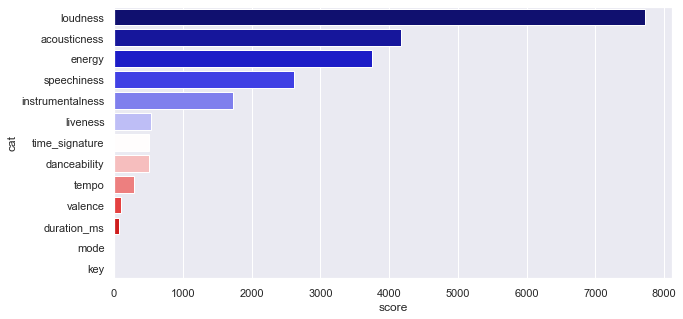 loudness
acousticness
energy
speechiness
instrumentalness
liveness
time_signature
danceability
tempo
valence
duration_ms
mode
key
cat
0 1000 2000 3000 4000 5000 6000 7000 8000
score